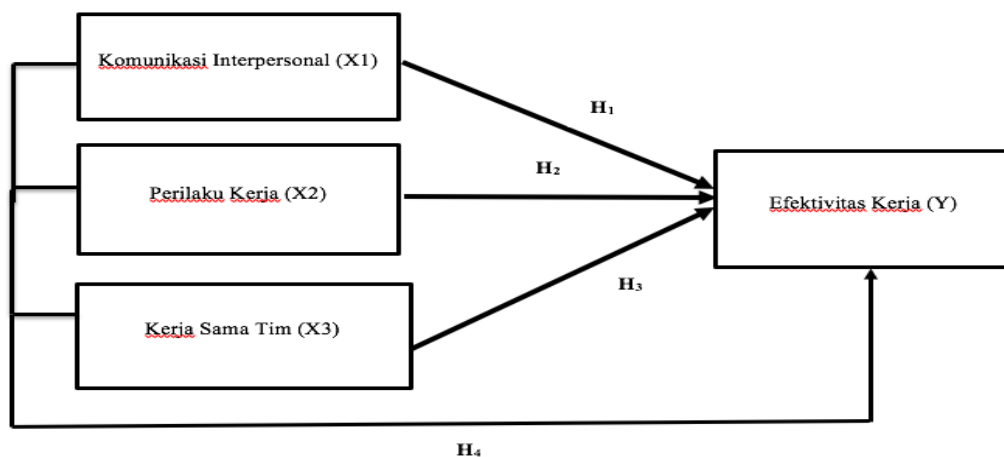 Komunikasi Interpersonal (X1)
H₁
H₂
Perilaku Kerja (X2)
Efektivitas Kerja (Y)
H₃
Kerja Sama Tim (X3)
H₄